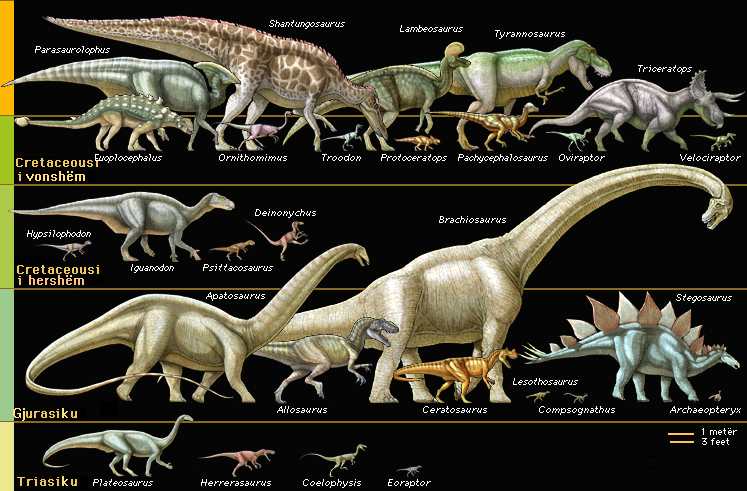 Shantungosaurus
Lambeosaurus
Tyrannosaurus
Parasaurolophus
Triceratops
Euoplocephalus
Ornithomimus
Troodon
Protoceratops
Pachycephalosaurus
Oviraptor
Velociraptor
Cretaceousi
i vonshëm
Deinonychus
Brachiosaurus
Hypsilophodon
Iguanodon
Psittacosaurus
Cretaceousi
i hershëm
Apatosaurus
Stegosaurus
Lesothosaurus
Allosaurus
Ceratosaurus
Compsognathus
Archaeopteryx
Gjurasiku
1 metër
3 feet
Triasiku
Plateosaurus
Herrerasaurus
Coelophysis
Eoraptor